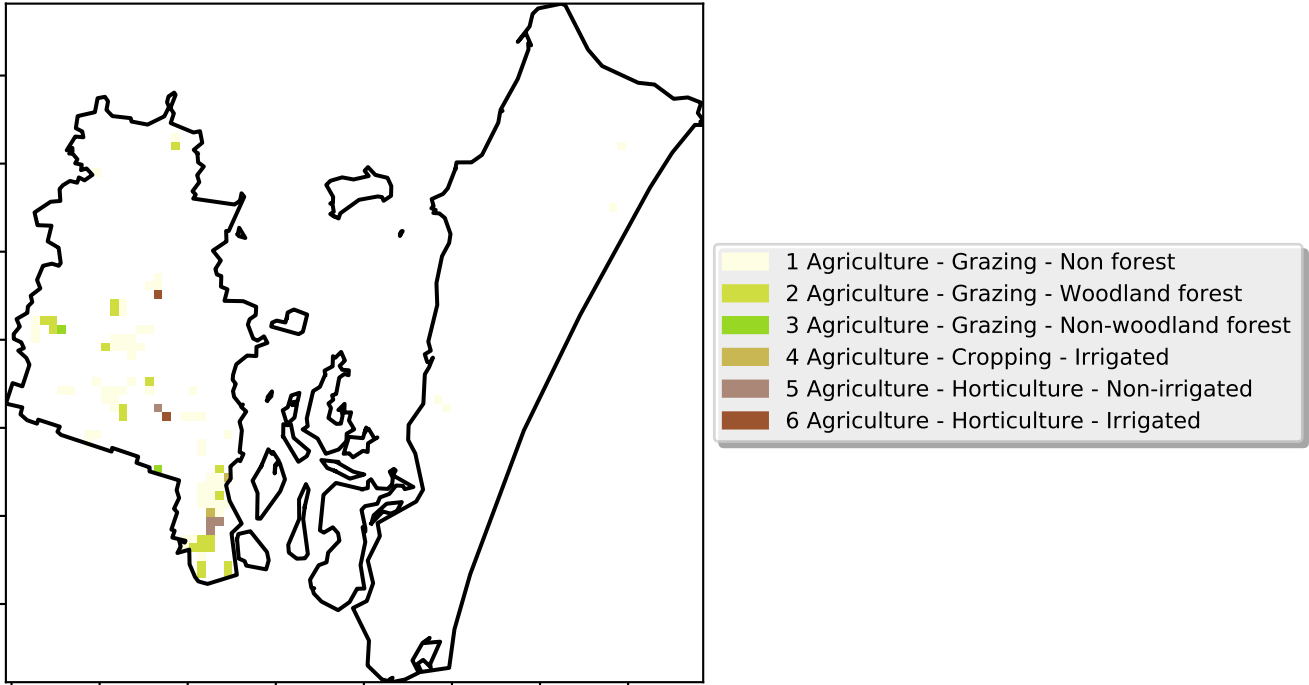 1 Agriculture - Grazing - Non forest
2 Agriculture - Grazing - Woodland forest
3 Agriculture - Grazing - Non-woodland forest
4 Agriculture - Cropping - Irrigated
5 Agriculture - Horticulture - Non-irrigated
6 Agriculture - Horticulture - Irrigated